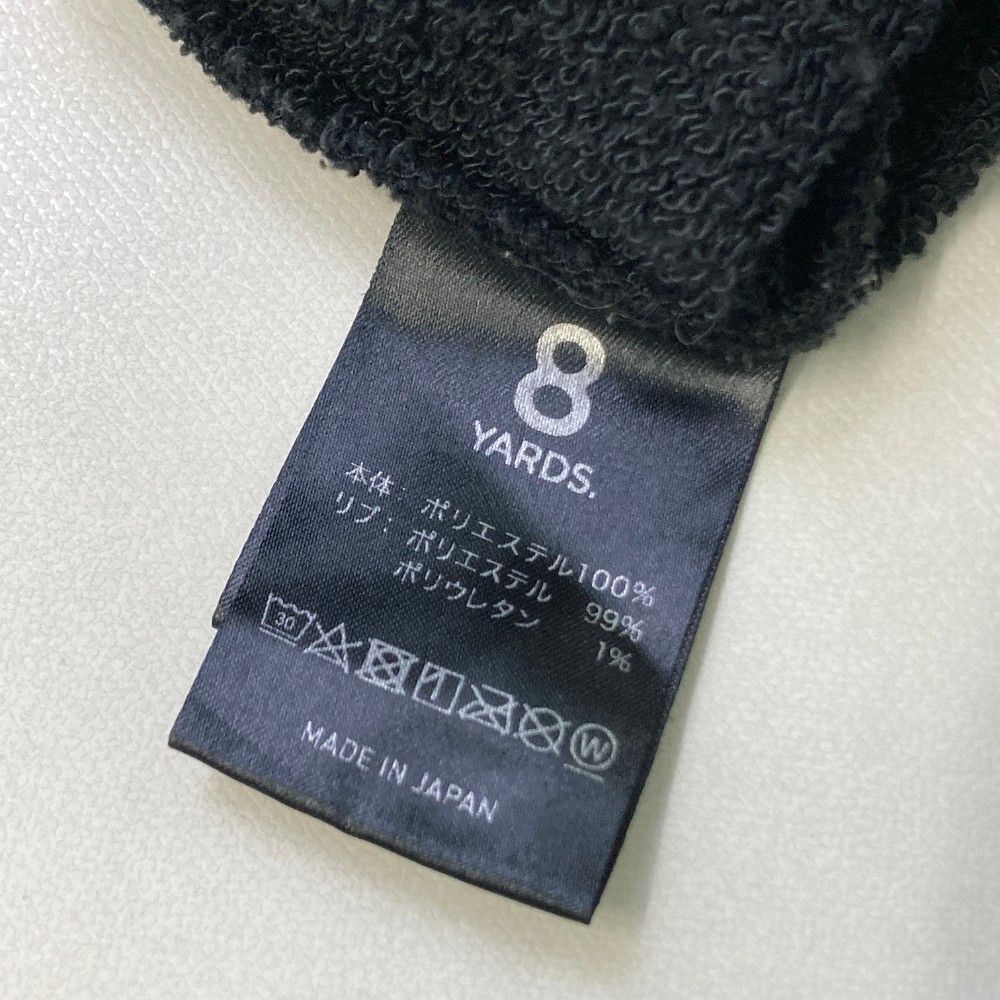 8
YARDS.
本体：ポリエステル100%
リブ：ポリエステル 99%
ポリウレタン 1%
30 W
MADE IN JAPAN